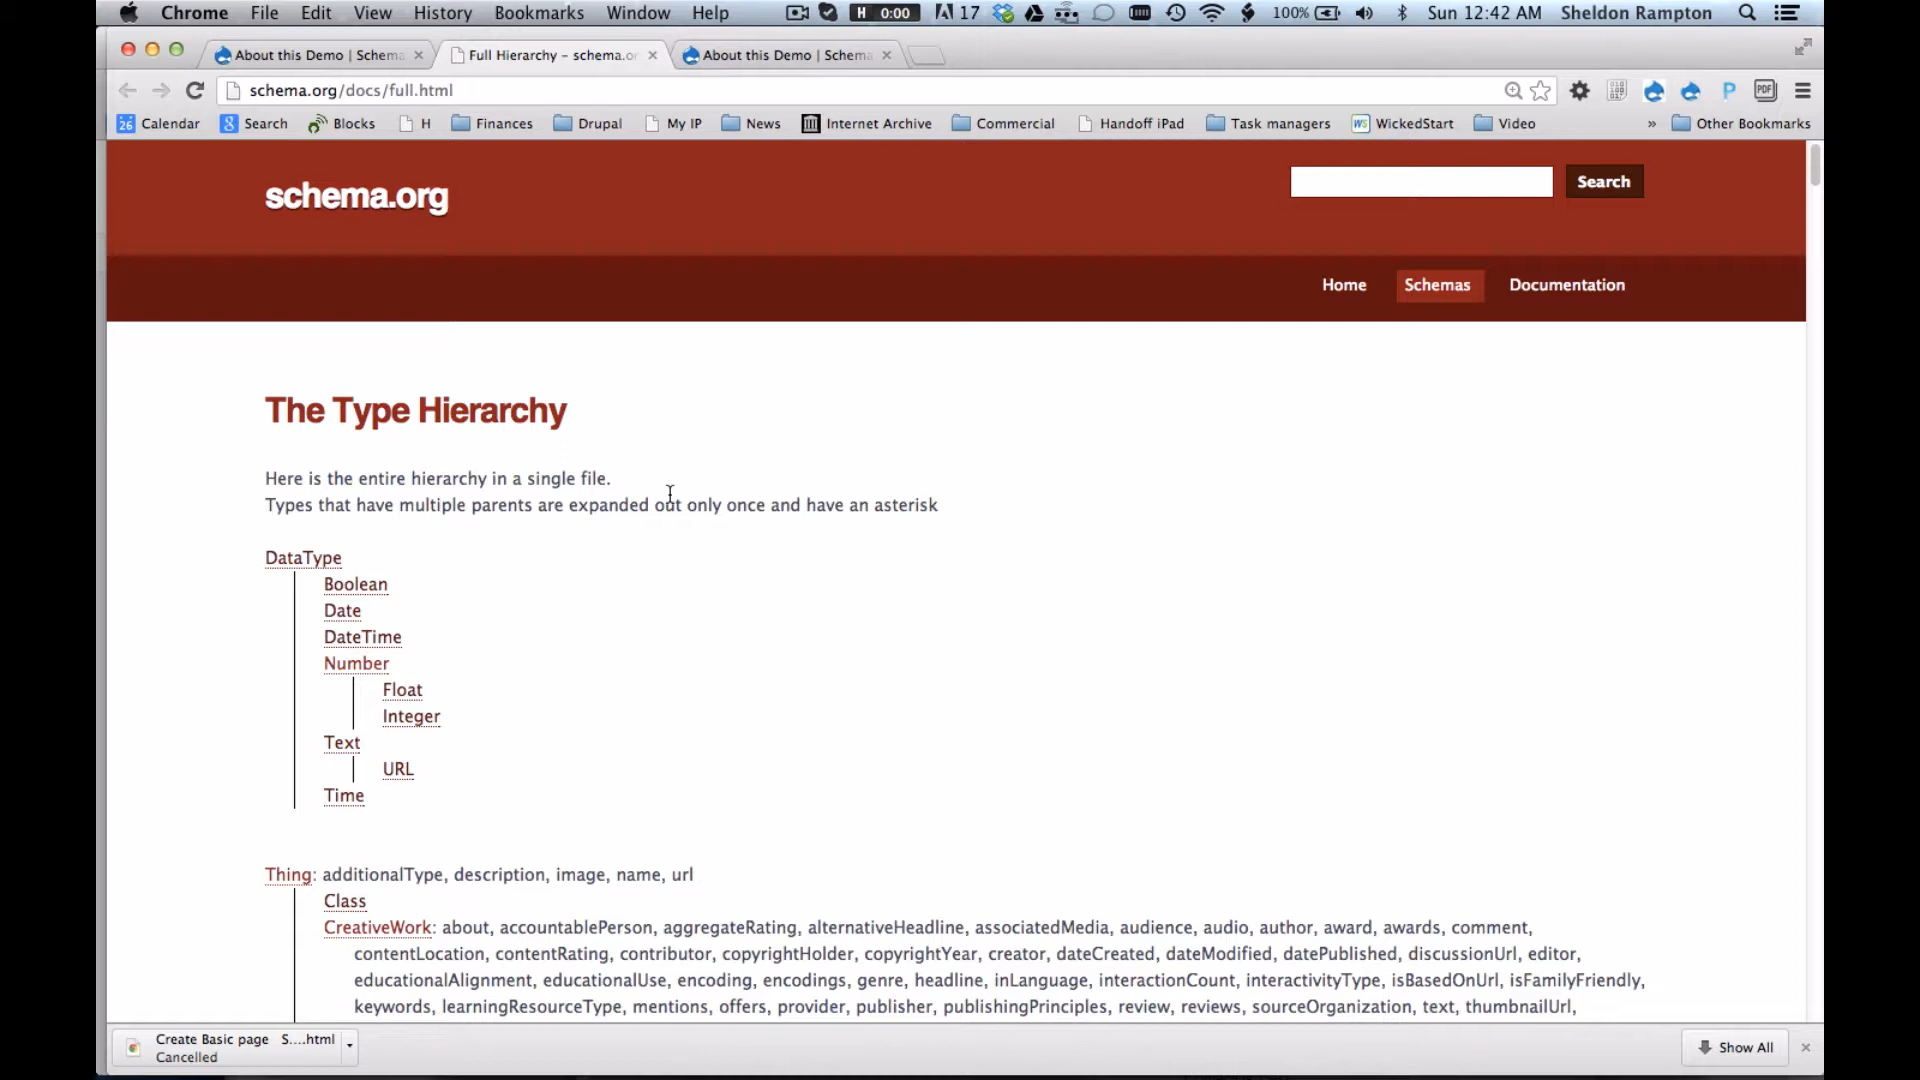 Chrome File Edit View History Bookmarks Window Help H 0:00 17 100% Sun 12:42 AM Sheldon Rampton
About this Demo | Schema Full Hierarchy – schema.or About this Demo | Schema
schema.org/docs/full.html PDF
26 Calendar 8 Search Blocks H Finances Drupal My IP News Internet Archive Commercial Handoff iPad Task managers WS WickedStart Video » Other Bookmarks
schema.org Search
Home Schemas Documentation
The Type Hierarchy
Here is the entire hierarchy in a single file.
Types that have multiple parents are expanded out only once and have an asterisk
DataType
Boolean
Date
DateTime
Number
Float
Integer
Text
URL
Time
Thing: additionalType, description, image, name, url
Class
CreativeWork: about, accountablePerson, aggregateRating, alternativeHeadline, associatedMedia, audience, audio, author, award, awards, comment,
contentLocation, contentRating, contributor, copyrightHolder, copyrightYear, creator, dateCreated, dateModified, datePublished, discussionUrl, editor,
educationalAlignment, educationalUse, encoding, encodings, genre, headline, inLanguage, interactionCount, interactivityType, isBasedOnUrl, isFamilyFriendly,
keywords, learningResourceType, mentions, offers, provider, publisher, publishingPrinciples, review, reviews, sourceOrganization, text, thumbnailUrl,
Create Basic page S....html Show All
Cancelled